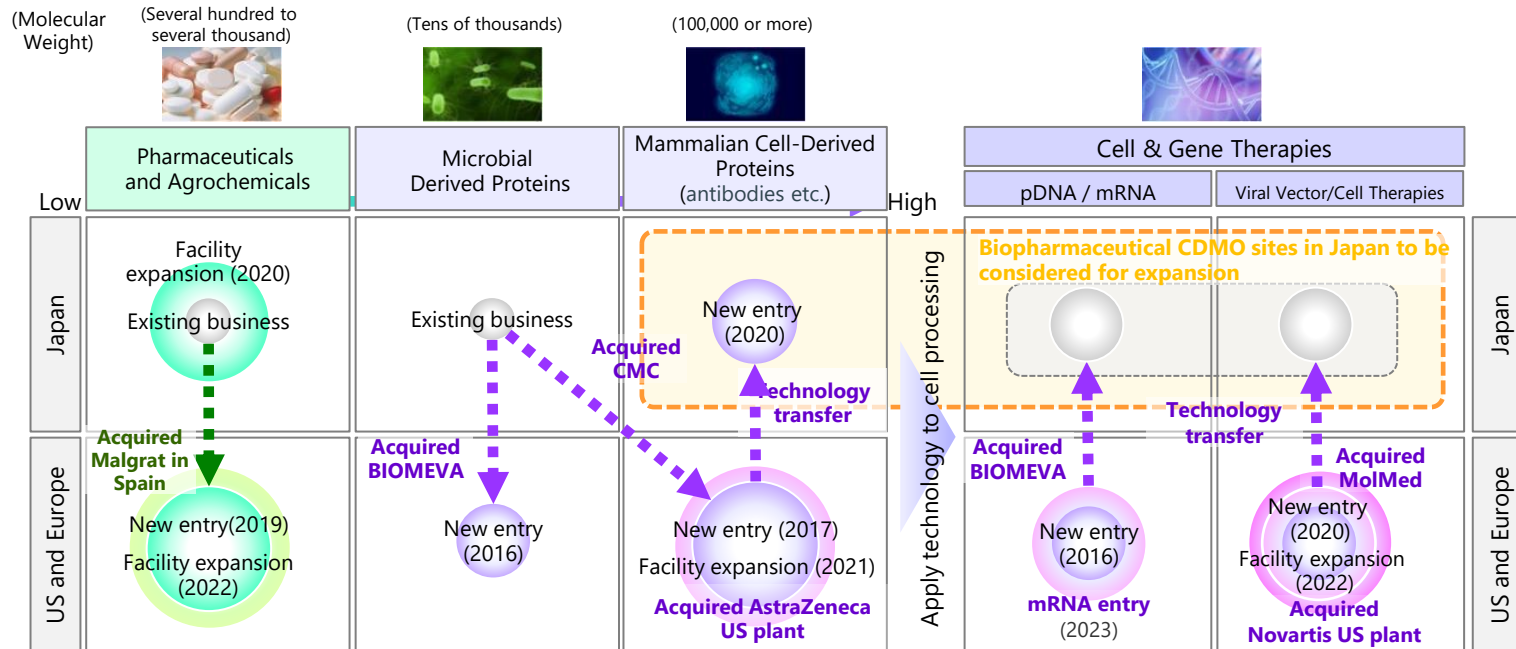 (Molecular
Weight)
(Several hundred to
several thousand)
(Tens of thousands)
(100,000 or more)
Pharmaceuticals
and Agrochemicals
Microbial
Derived Proteins
Mammalian Cell-Derived
Proteins
(antibodies etc.)
Cell & Gene Therapies
pDNA / mRNA
Viral Vector/Cell Therapies
Low
High
Japan
Facility
expansion (2020)
Existing business
Existing business
Acquired
CMC
New entry
(2020)
Technology
transfer
Apply technology to cell processing
Biopharmaceutical CDMO sites in Japan to be
considered for expansion
Technology
transfer
Japan
US and Europe
Acquired
Malgrat in
Spain
New entry(2019)
Facility expansion
(2022)
Acquired
BIOMEVA
New entry
(2016)
New entry (2017)
Facility expansion (2021)
Acquired AstraZeneca
US plant
Acquired
BIOMEVA
New entry
(2016)
mRNA entry
(2023)
Acquired
MolMed
New entry
(2020)
Facility expansion
(2022)
Acquired
Novartis US plant
US and Europe